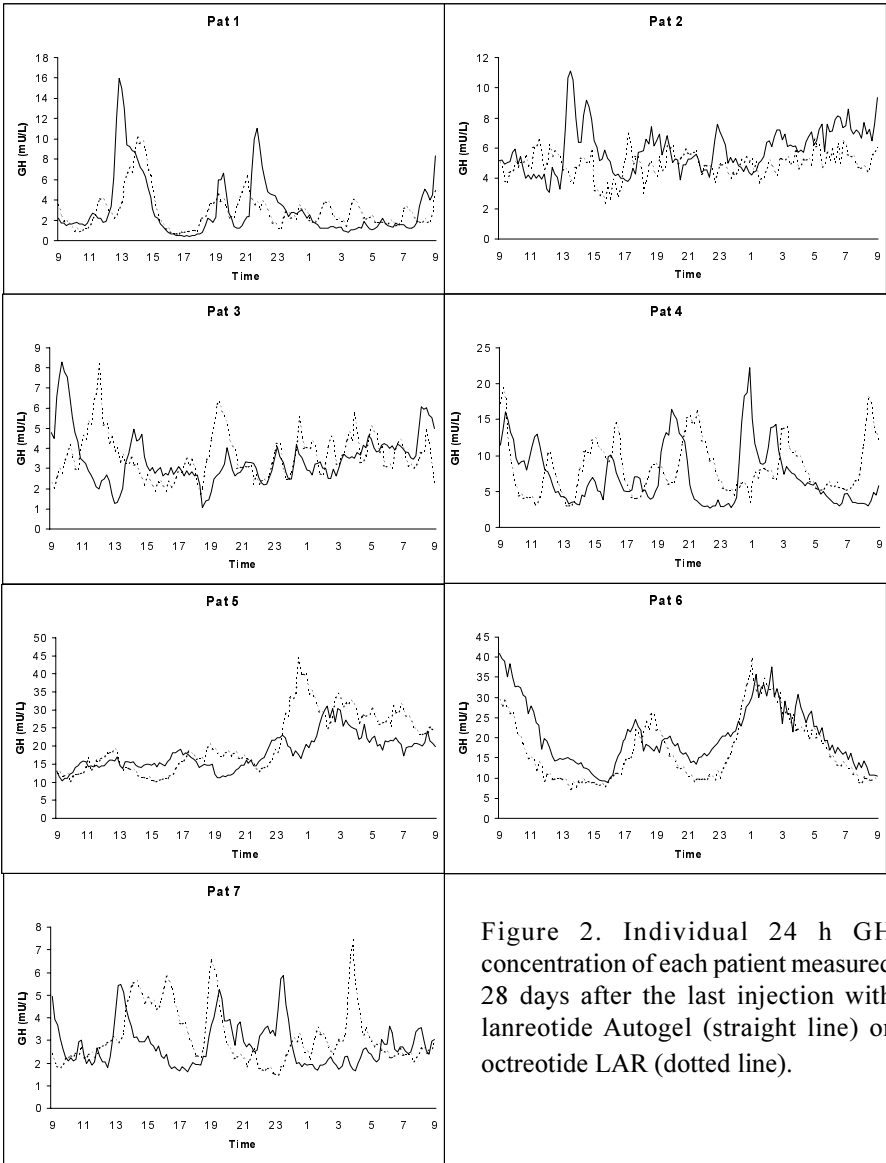 Pat 1
18
16
14
12
10
8
6
4
2
0
GH (mU/L)
9 11 13 15 17 19 21 23 1 3 5 7 9
Time
Pat 2
12
10
8
6
4
2
0
GH (mU/L)
9 11 13 15 17 19 21 23 1 3 5 7 9
Time
Pat 3
9
8
7
6
5
4
3
2
1
0
GH (mU/L)
9 11 13 15 17 19 21 23 1 3 5 7 9
Time
Pat 4
25
20
15
10
5
0
GH (mU/L)
9 11 13 15 17 19 21 23 1 3 5 7 9
Time
Pat 5
50
45
40
35
30
25
20
15
10
5
0
GH (mU/L)
9 11 13 15 17 19 21 23 1 3 5 7 9
Time
Pat 6
45
40
35
30
25
20
15
10
5
0
GH (mU/L)
9 11 13 15 17 19 21 23 1 3 5 7 9
Time
Pat 7
8
7
6
5
4
3
2
1
0
GH (mU/L)
9 11 13 15 17 19 21 23 1 3 5 7 9
Time
Figure 2. Individual 24 h GH
concentration of each patient measured
28 days after the last injection with
lanreotide Autogel (straight line) or
octreotide LAR (dotted line).